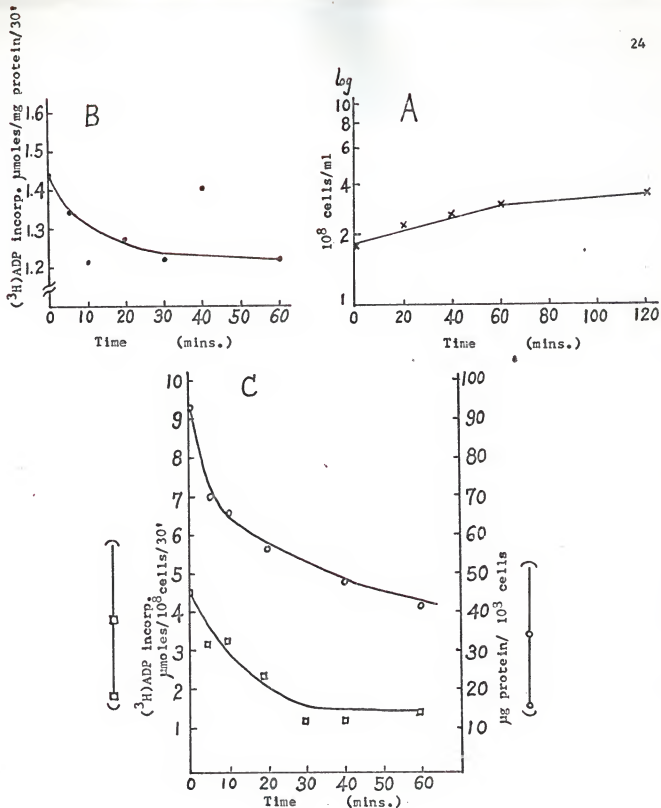 24
B
(³H)ADP incorp. µmoles/mg protein/30'
1.6
1.5
1.4
1.3
1.2
0 10 20 30 40 50 60
Time (mins.)
log
A
10⁸ cells/ml
10
8
6
4
2
1
0 20 40 60 80 100 120
Time (mins.)
C
(³H)ADP incorp.
µmoles/10⁸cells/30'
10
9
8
7
6
5
4
3
2
1
100
90
80
70
60
50
40
30
20
10
µg protein/ 10³ cells
0 10 20 30 40 50 60
Time (mins.)